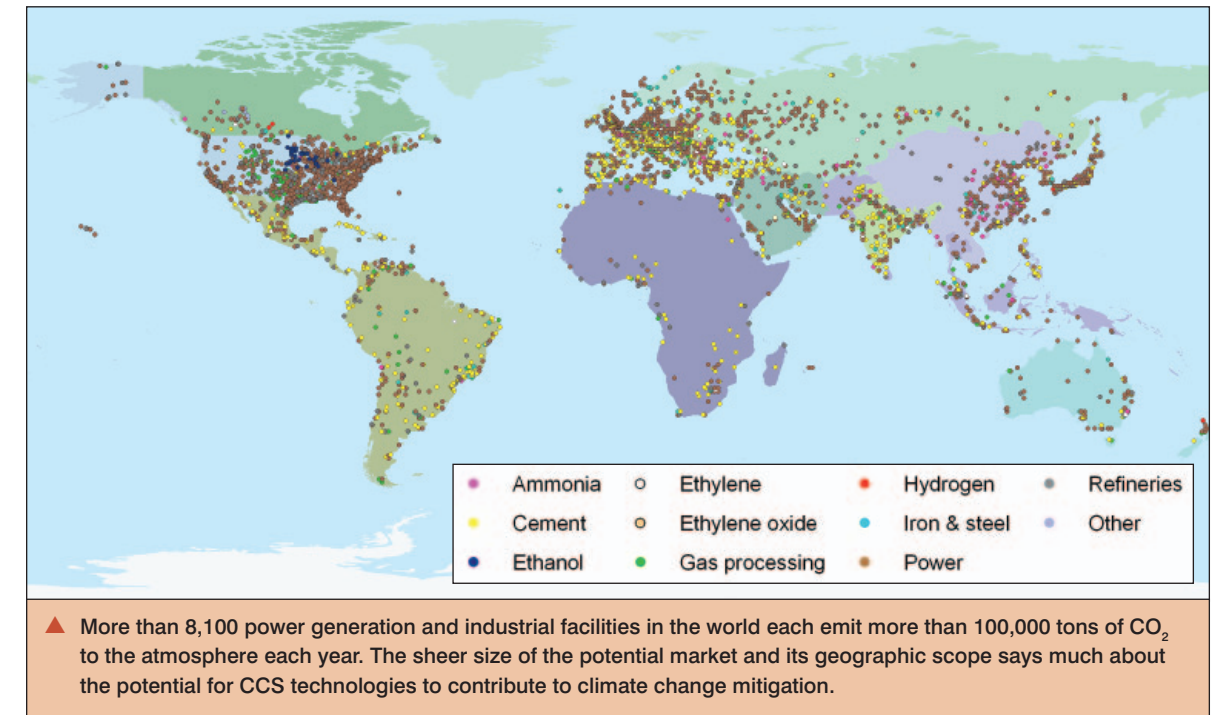 Ammonia Ethylene Hydrogen Refineries
Cement Ethylene oxide Iron & steel Other
Ethanol Gas processing Power
More than 8,100 power generation and industrial facilities in the world each emit more than 100,000 tons of CO₂
to the atmosphere each year. The sheer size of the potential market and its geographic scope says much about
the potential for CCS technologies to contribute to climate change mitigation.